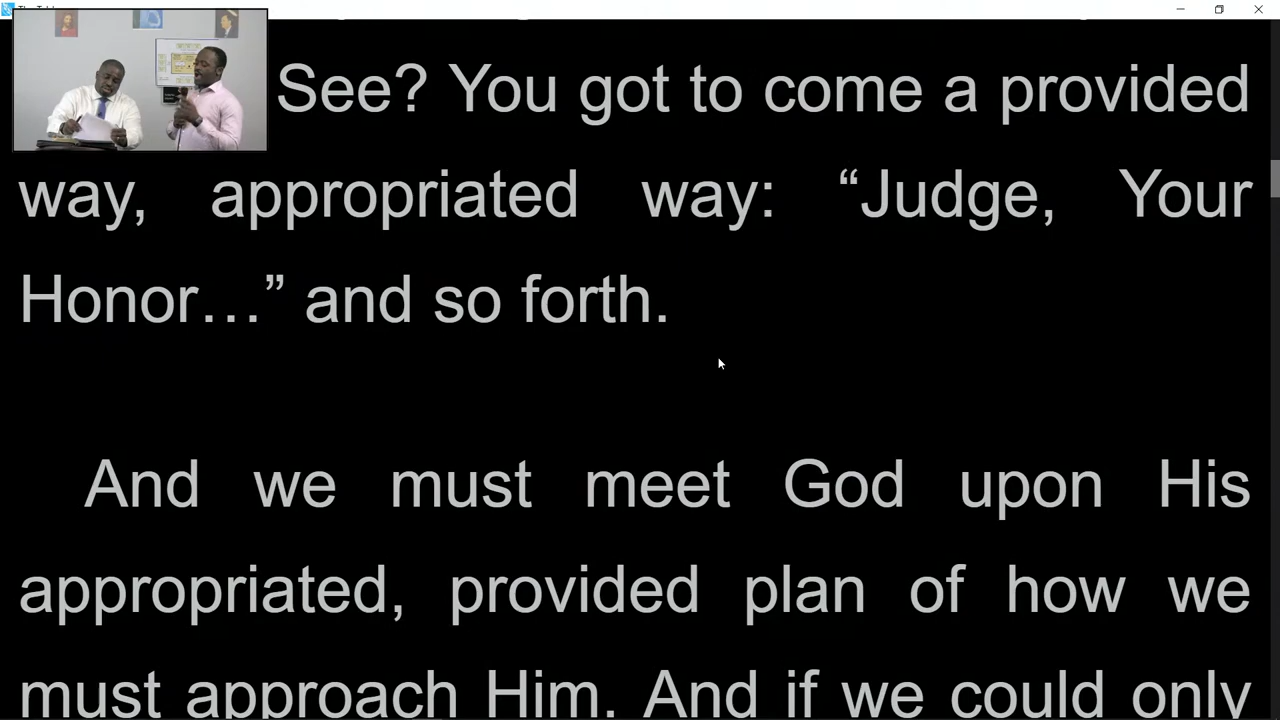 See? You got to come a provided
way, appropriated way: “Judge, Your
Honor…” and so forth.
And we must meet God upon His
appropriated, provided plan of how we
must approach Him. And if we could only